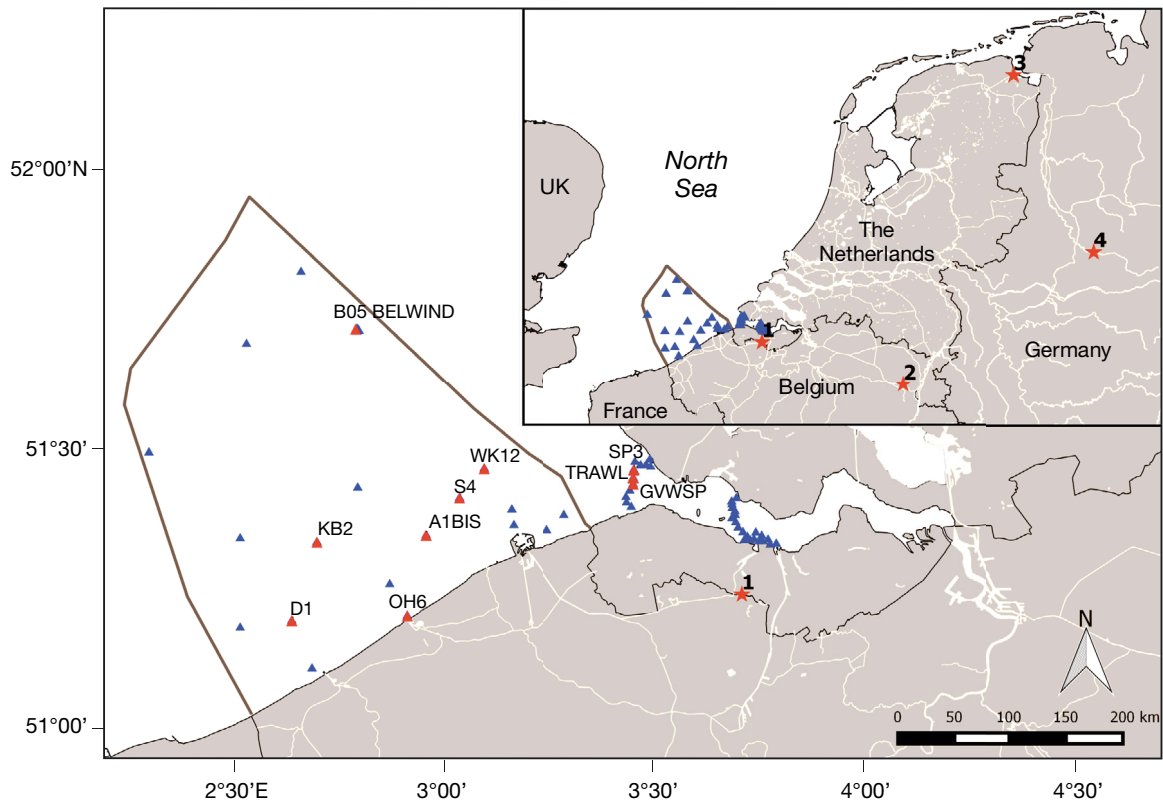 3
52°00'N
North
Sea
UK
The
Netherlands
4
1
Germany
2
Belgium
France
B05 BELWIND
51°30'
WK12
SP3
TRAWL
S4
GVWSP
KB2
A1BIS
1
D1
OH6
N
0 50 100 150 200 km
51°00'
2°30'E 3°00' 3°30' 4°00' 4°30'